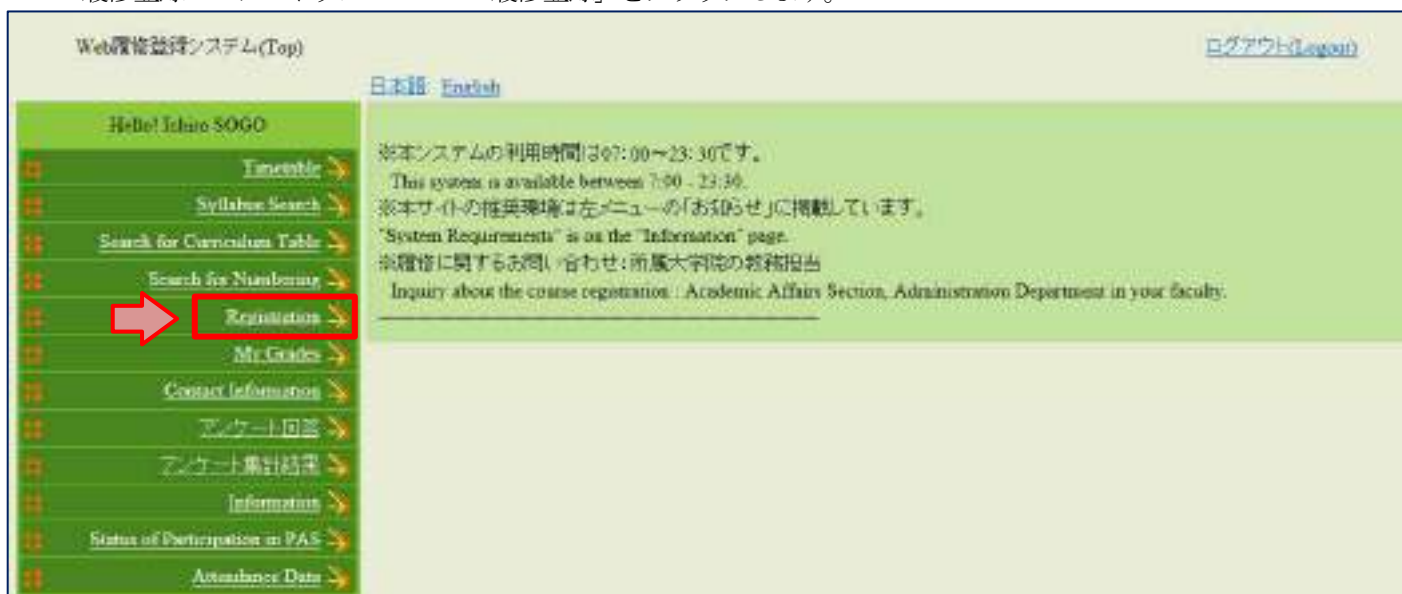 Web履修登録システム(Top)
ログアウト(Logout)
日本語 English
Hello! Ichiro SOGO
Timetable
Syllabus Search
Search for Curriculum Table
Search for Numbering
Registration
My Grades
Contact Information
アンケート回答
アンケート集計結果
Information
Status of Participation in PAS
Attendance Data
※本システムの利用時間は07:00～23:30です。
This system is available between 7:00 - 23:30.
※本サイトの推奨環境は左メニューの「お知らせ」に掲載しています。
"System Requirements" is on the "Information" page.
※履修に関するお問い合わせ:所属大学院の教務担当
Inquiry about the course registration : Academic Affairs Section, Administration Department in your faculty.